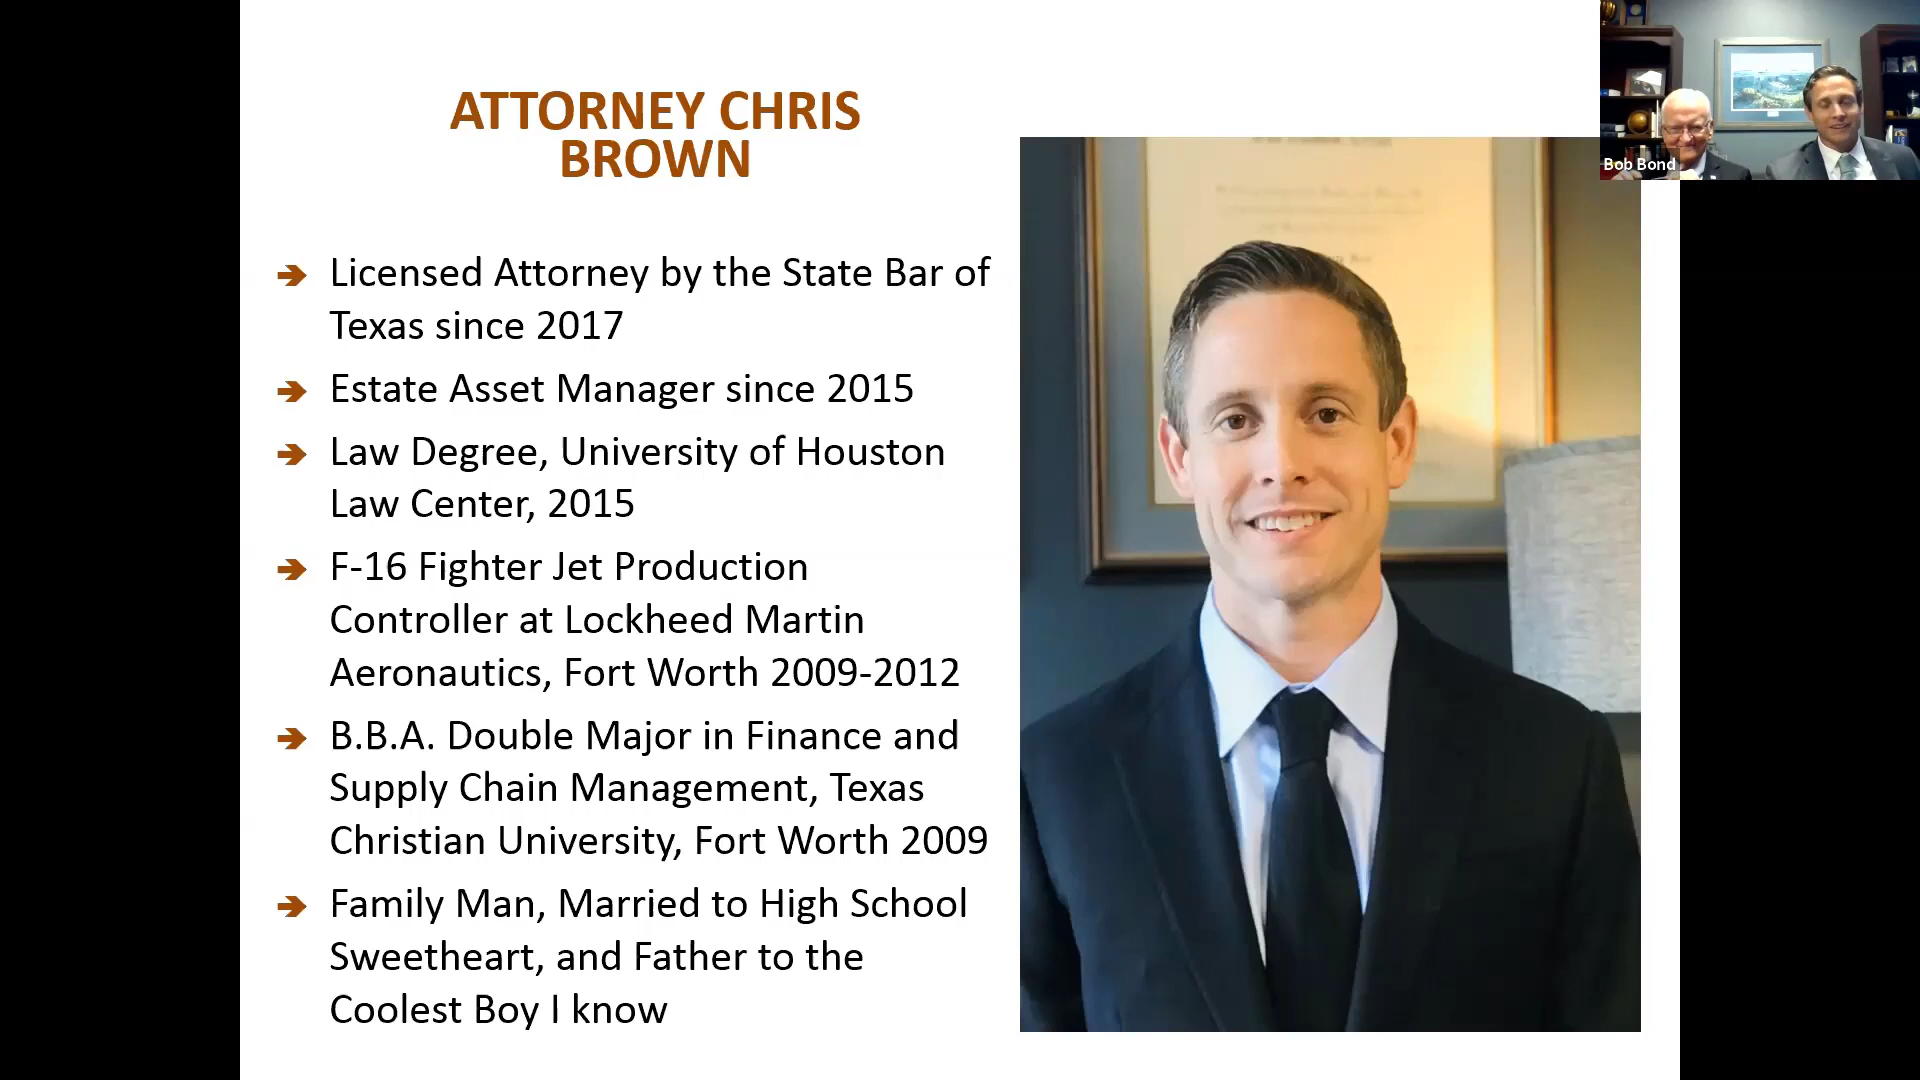 ATTORNEY CHRIS
BROWN
Licensed Attorney by the State Bar of
Texas since 2017
Estate Asset Manager since 2015
Law Degree, University of Houston
Law Center, 2015
F-16 Fighter Jet Production
Controller at Lockheed Martin
Aeronautics, Fort Worth 2009-2012
B.B.A. Double Major in Finance and
Supply Chain Management, Texas
Christian University, Fort Worth 2009
Family Man, Married to High School
Sweetheart, and Father to the
Coolest Boy I know
Bob Bond